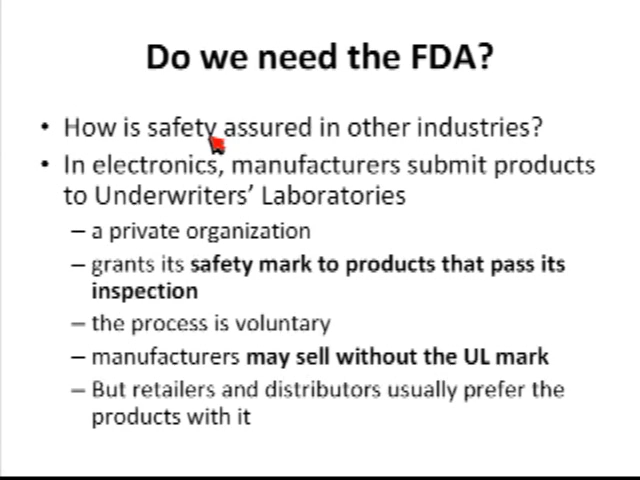 Do we need the FDA?
• How is safety assured in other industries?
• In electronics, manufacturers submit products
to Underwriters’ Laboratories
– a private organization
– grants its safety mark to products that pass its
inspection
– the process is voluntary
– manufacturers may sell without the UL mark
– But retailers and distributors usually prefer the
products with it